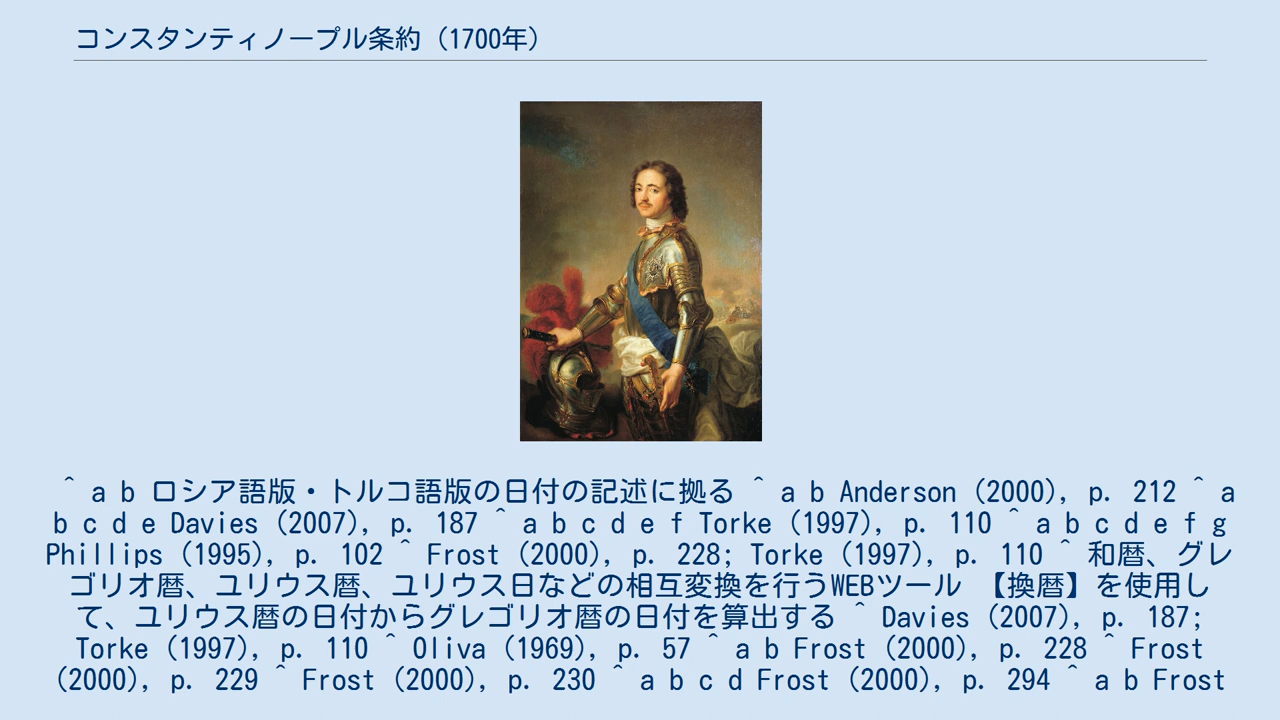 コンスタンティノープル条約（1700年）
^ a b ロシア語版・トルコ語版の日付の記述に拠る ^ a b Anderson (2000), p. 212 ^ a
b c d e Davies (2007), p. 187 ^ a b c d e f Torke (1997), p. 110 ^ a b c d e f g
Phillips (1995), p. 102 ^ Frost (2000), p. 228; Torke (1997), p. 110 ^ 和暦、グレ
ゴリオ暦、ユリウス暦、ユリウス日などの相互変換を行うWEBツール 【換暦】を使用し
て、ユリウス暦の日付からグレゴリオ暦の日付を算出する ^ Davies (2007), p. 187;
Torke (1997), p. 110 ^ Oliva (1969), p. 57 ^ a b Frost (2000), p. 228 ^ Frost
(2000), p. 229 ^ Frost (2000), p. 230 ^ a b c d Frost (2000), p. 294 ^ a b Frost